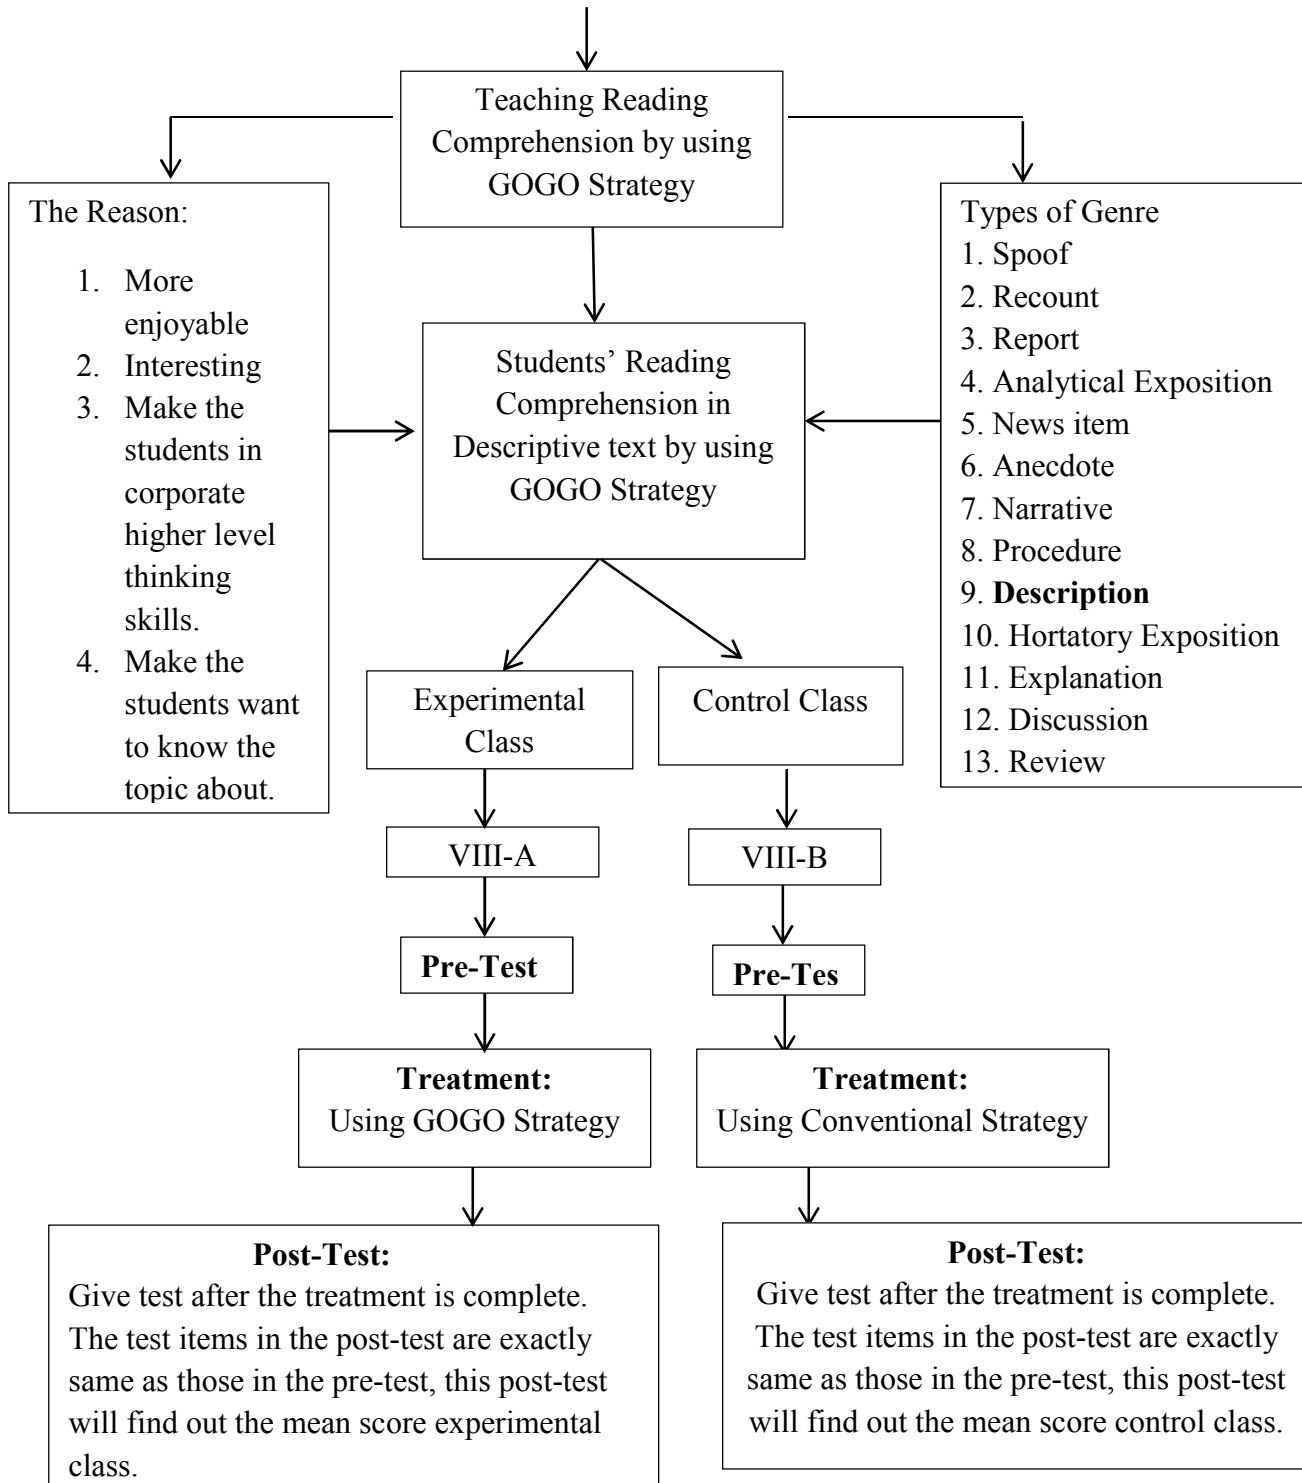 Teaching Reading
Comprehension by using
GOGO Strategy
The Reason:
1. More
enjoyable
2. Interesting
3. Make the
students in
corporate
higher level
thinking
skills.
4. Make the
students want
to know the
topic about.
Students’ Reading
Comprehension in
Descriptive text by using
GOGO Strategy
Types of Genre
1. Spoof
2. Recount
3. Report
4. Analytical Exposition
5. News item
6. Anecdote
7. Narrative
8. Procedure
9. Description
10. Hortatory Exposition
11. Explanation
12. Discussion
13. Review
Experimental
Class
Control Class
VIII-A
VIII-B
Pre-Test
Pre-Tes
Treatment:
Using GOGO Strategy
Treatment:
Using Conventional Strategy
Post-Test:
Give test after the treatment is complete.
The test items in the post-test are exactly
same as those in the pre-test, this post-test
will find out the mean score experimental
class.
Post-Test:
Give test after the treatment is complete.
The test items in the post-test are exactly
same as those in the pre-test, this post-test
will find out the mean score control class.